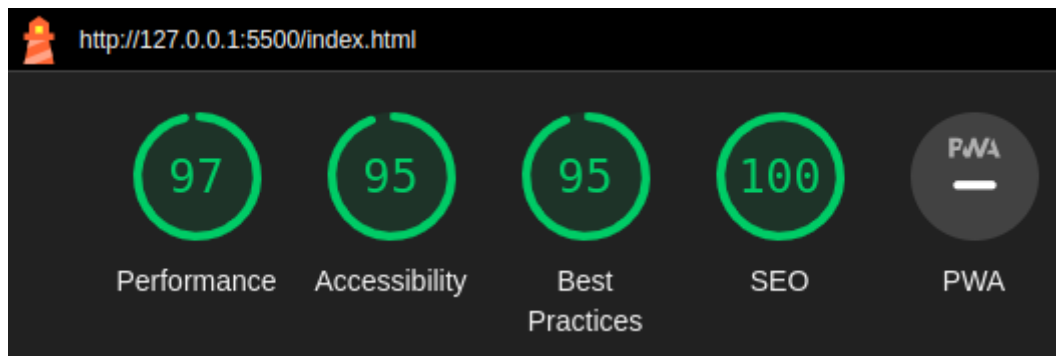 http://127.0.0.1:5500/index.html
97
95
95
100
PWA
Performance
Accessibility
Best
Practices
SEO
PWA